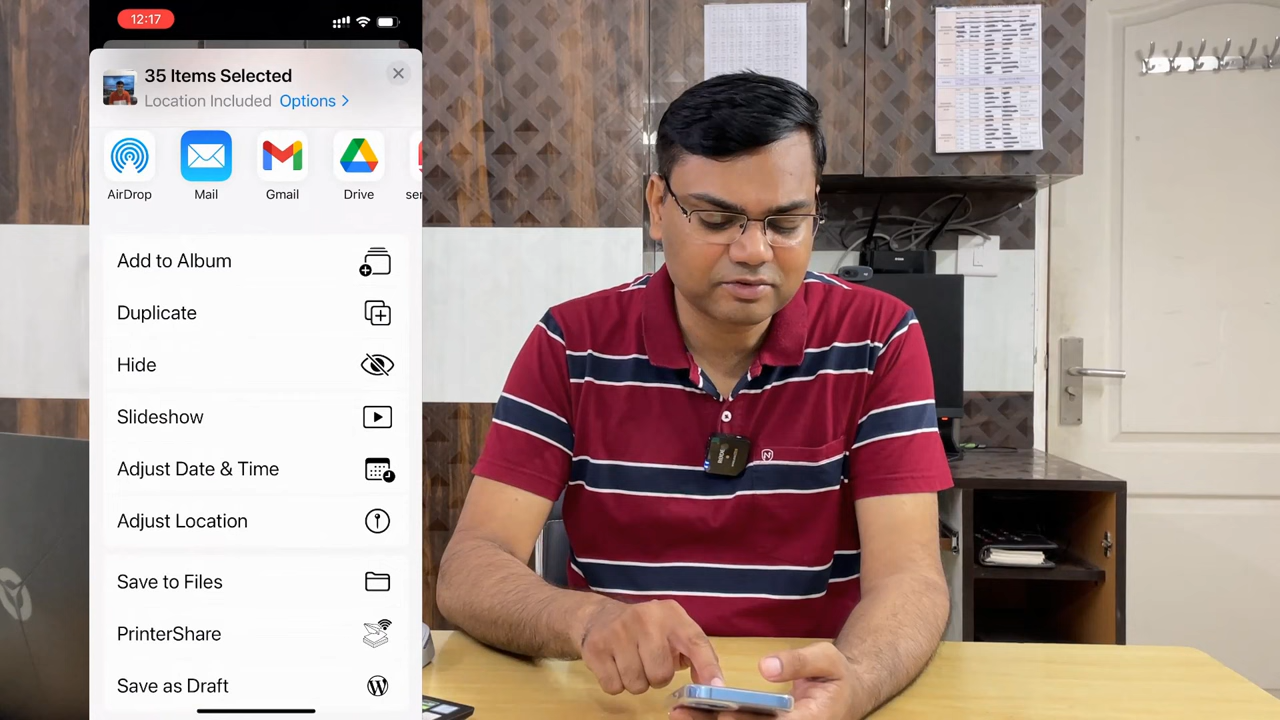 12:17
35 Items Selected
Location Included Options >
AirDrop
Mail
Gmail
Drive
Add to Album
Duplicate
Hide
Slideshow
Adjust Date & Time
Adjust Location
Save to Files
PrinterShare
Save as Draft